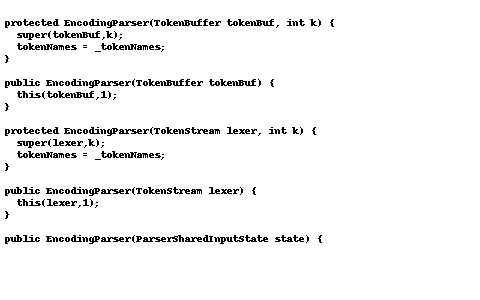 protected EncodingParser(TokenBuffer tokenBuf, int k) {
  super(tokenBuf,k);
  tokenNames = _tokenNames;
}
public EncodingParser(TokenBuffer tokenBuf) {
  this(tokenBuf,1);
}
protected EncodingParser(TokenStream lexer, int k) {
  super(lexer,k);
  tokenNames = _tokenNames;
}
public EncodingParser(TokenStream lexer) {
  this(lexer,1);
}
public EncodingParser(ParserSharedInputState state) {